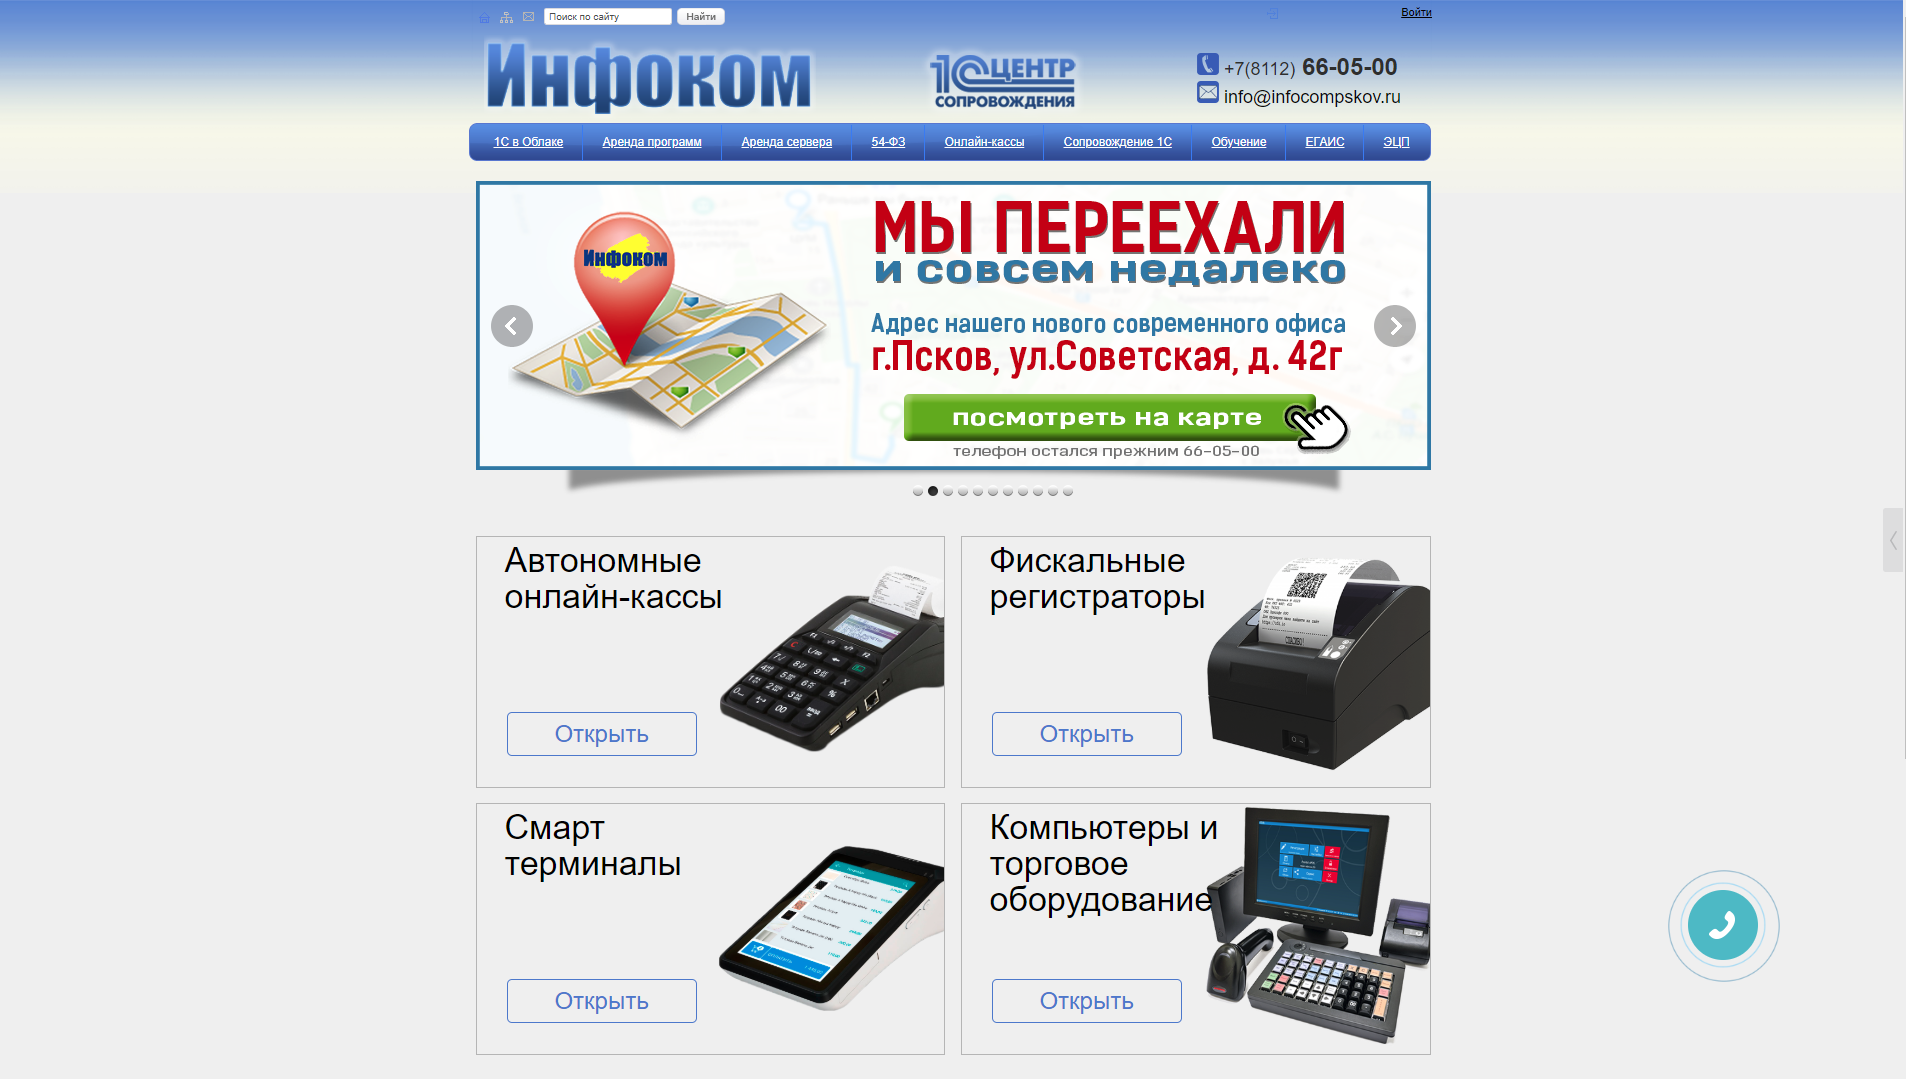 Поиск по сайту
Найти
Войти
Инфоком
1С ЦЕНТР
СОПРОВОЖДЕНИЯ
+7(8112) 66-05-00
info@infocompskov.ru
1С в Облаке
Аренда программ
Аренда сервера
54-ФЗ
Онлайн-кассы
Сопровождение 1С
Обучение
ЕГАИС
ЭЦП
Инфоком
МЫ ПЕРЕЕХАЛИ
и совсем недалеко
Адрес нашего нового современного офиса
г.Псков, ул.Советская, д. 42г
посмотреть на карте
телефон остался прежним 66-05-00
Автономные
онлайн-кассы
Открыть
Фискальные
регистраторы
Открыть
Смарт
терминалы
Открыть
Компьютеры и
торговое
оборудование
Открыть